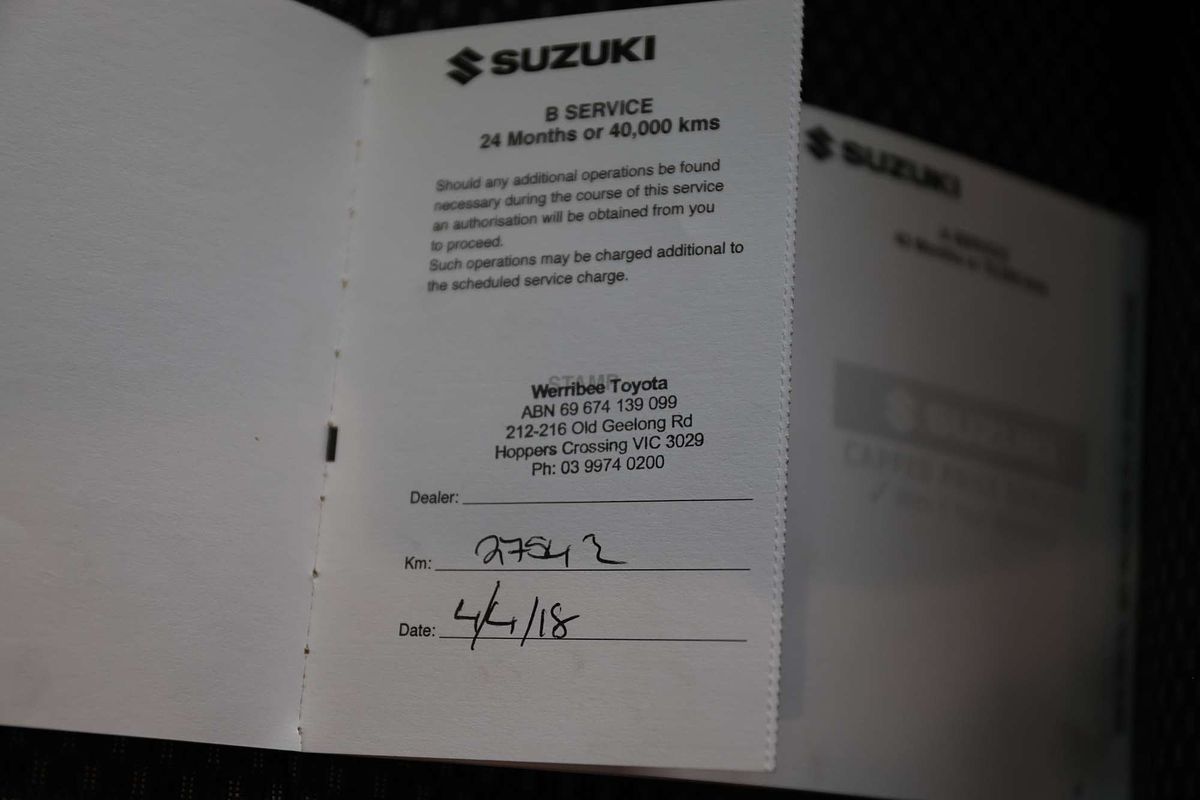 SUZUKI
B SERVICE
24 Months or 40,000 kms
Should any additional operations be found
necessary during the course of this service
an authorisation will be obtained from you
to proceed.
Such operations may be charged additional to
the scheduled service charge.
STAMP
Werribee Toyota
ABN 69 674 139 099
212-216 Old Geelong Rd
Hoppers Crossing VIC 3029
Ph: 03 9974 0200
Dealer:
Km: 27542
Date: 4/4/18
SUZUKI
A SERVICE